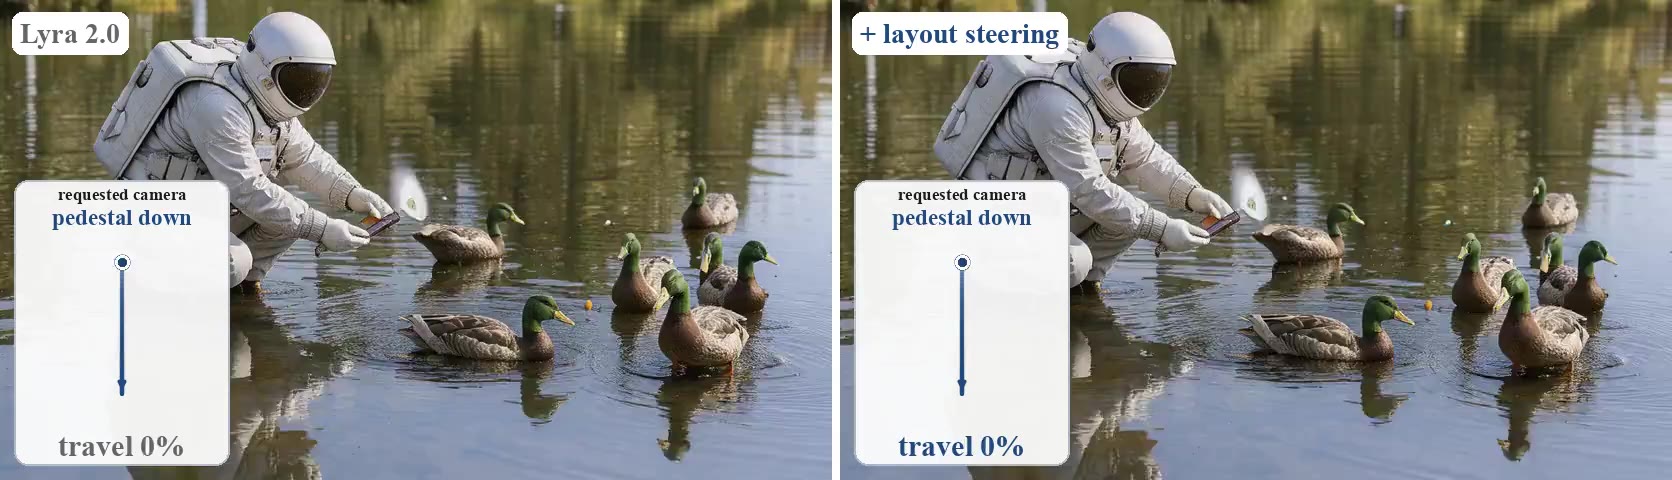 Lyra 2.0
requested camera
pedestal down
travel 0%
+ layout steering
requested camera
pedestal down
travel 0%